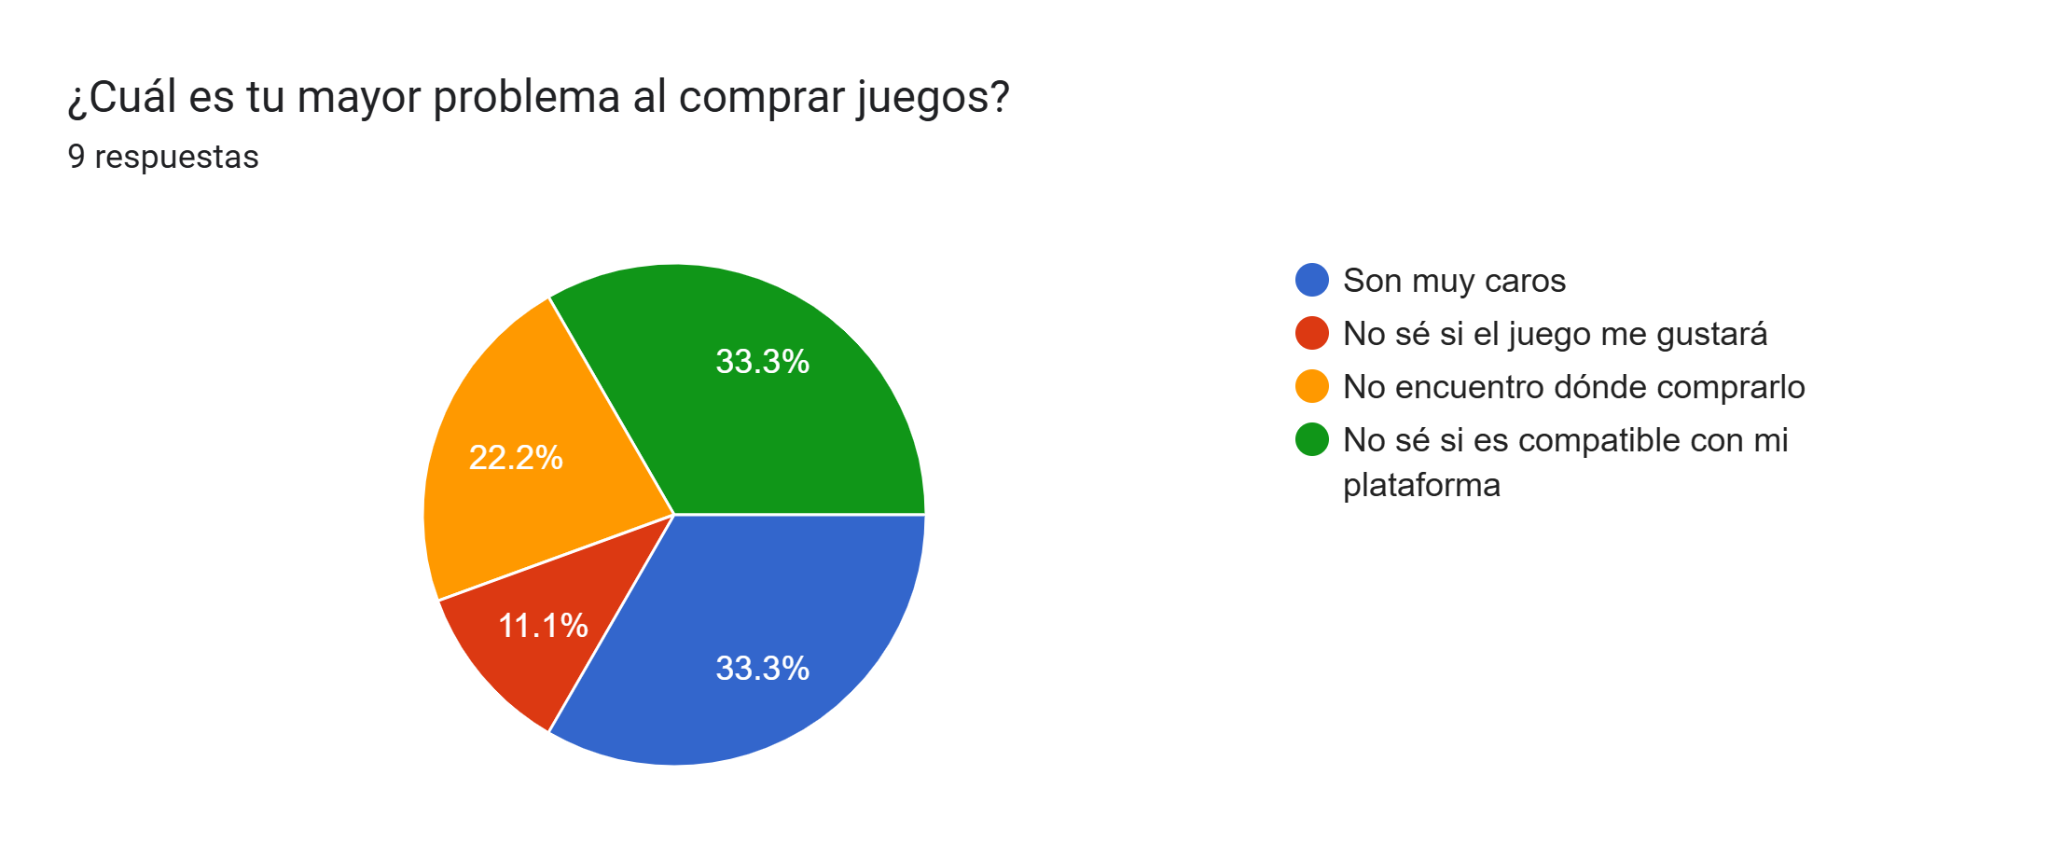 ¿Cuál es tu mayor problema al comprar juegos?
9 respuestas
33.3%
22.2%
11.1%
33.3%
Son muy caros
No sé si el juego me gustará
No encuentro dónde comprarlo
No sé si es compatible con mi
plataforma